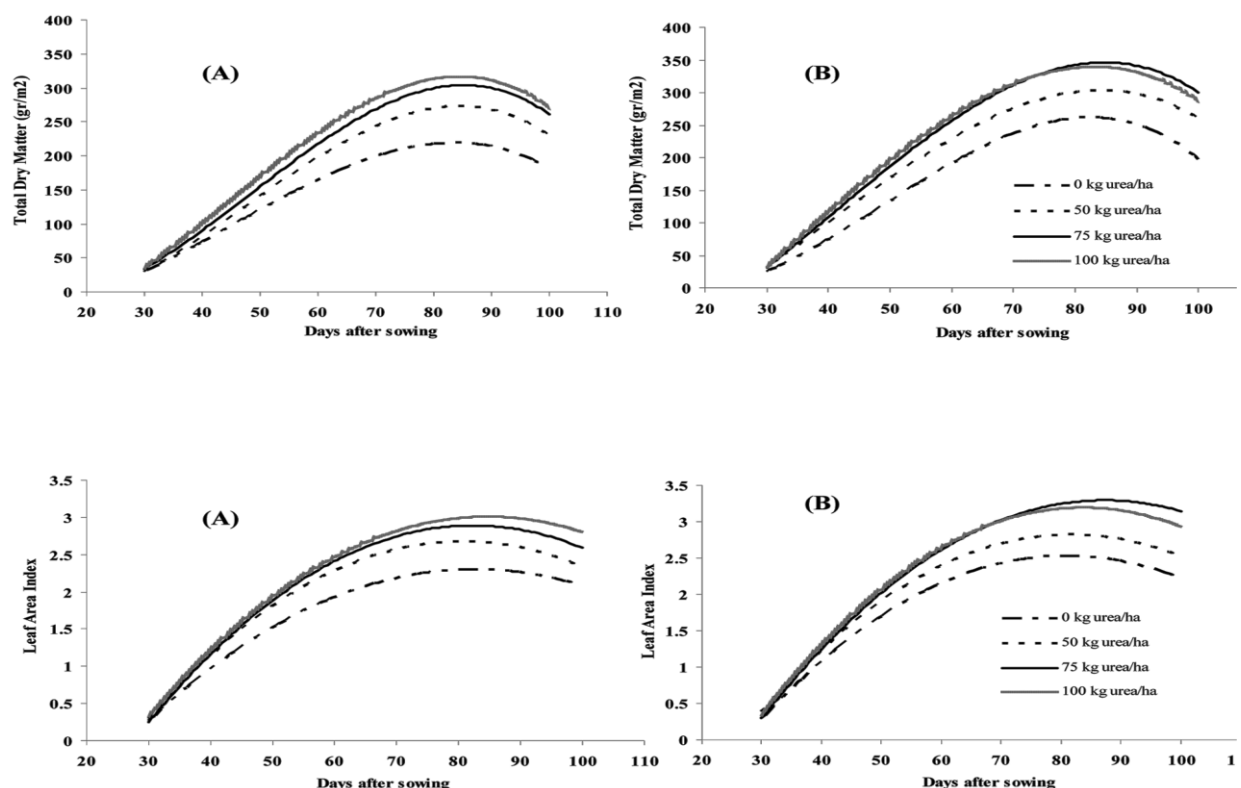 (A)
Total Dry Matter (gr/m2)
400
350
300
250
200
150
100
50
0
20 30 40 50 60 70 80 90 100 110
Days after sowing
(B)
Total Dry Matter (gr/m2)
400
350
300
250
200
150
100
50
0
0 kg urea/ha
50 kg urea/ha
75 kg urea/ha
100 kg urea/ha
20 30 40 50 60 70 80 90 100
Days after sowing
(A)
Leaf Area Index
3.5
3
2.5
2
1.5
1
0.5
0
20 30 40 50 60 70 80 90 100 110
Days after sowing
(B)
Leaf Area Index
3.5
3
2.5
2
1.5
1
0.5
0
0 kg urea/ha
50 kg urea/ha
75 kg urea/ha
100 kg urea/ha
20 30 40 50 60 70 80 90 100 1
Days after sowing